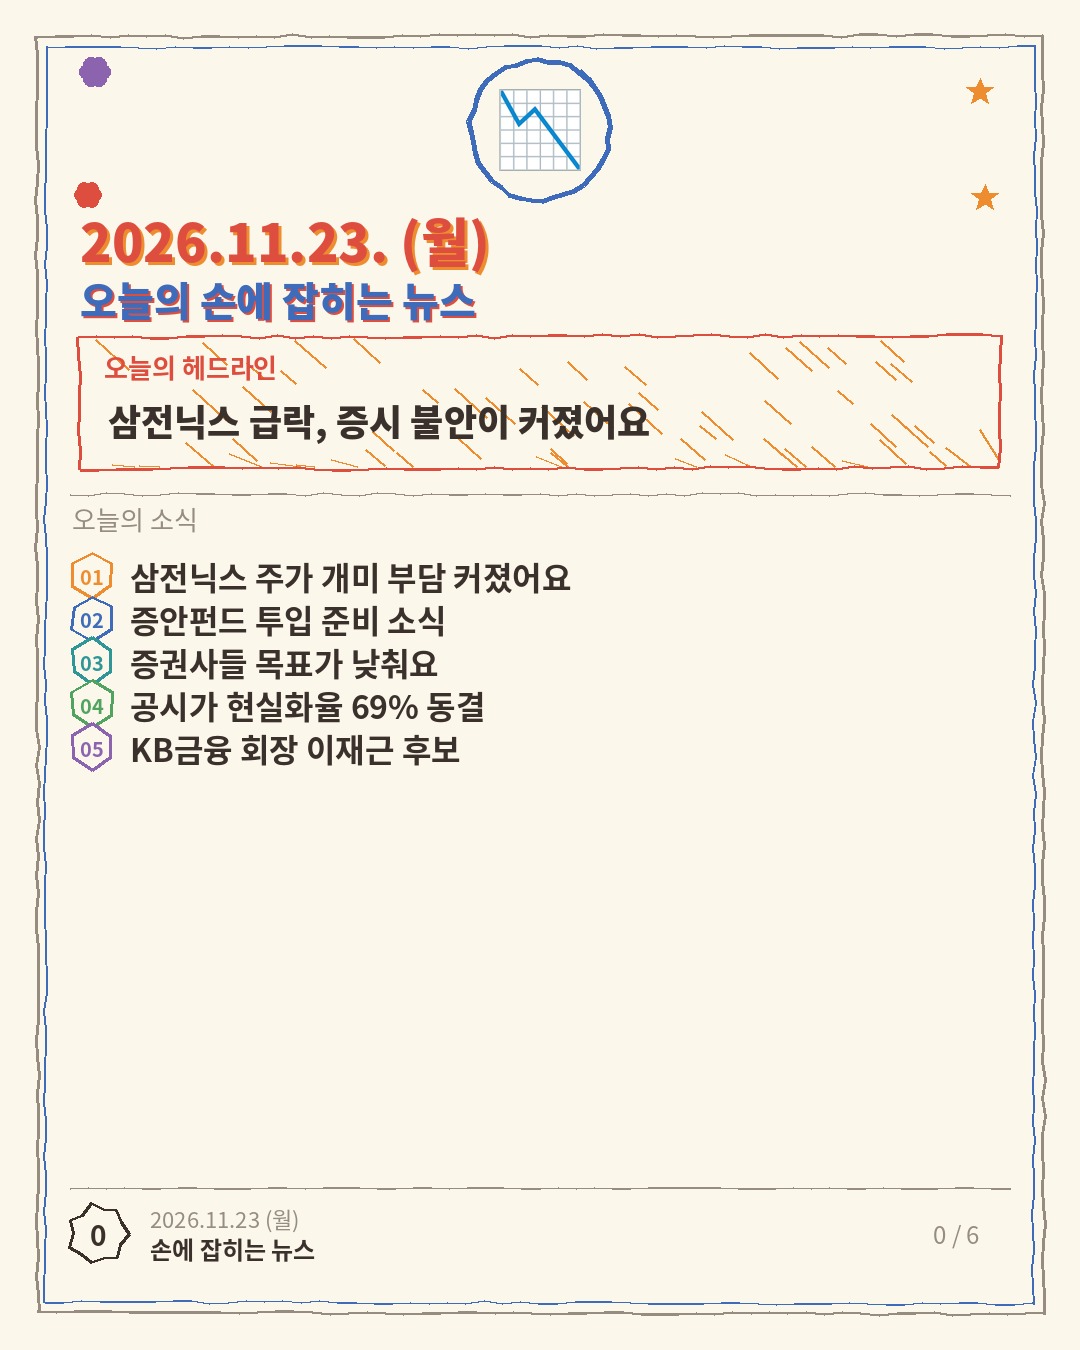 2026.11.23. (월)
오늘의 손에 잡히는 뉴스
오늘의 헤드라인
삼전닉스 급락, 증시 불안이 커졌어요
오늘의 소식
01 삼전닉스 주가 개미 부담 커졌어요
02 증안펀드 투입 준비 소식
03 증권사들 목표가 낮춰요
04 공시가 현실화율 69% 동결
05 KB금융 회장 이재근 후보
0
2026.11.23 (월)
손에 잡히는 뉴스
0 / 6